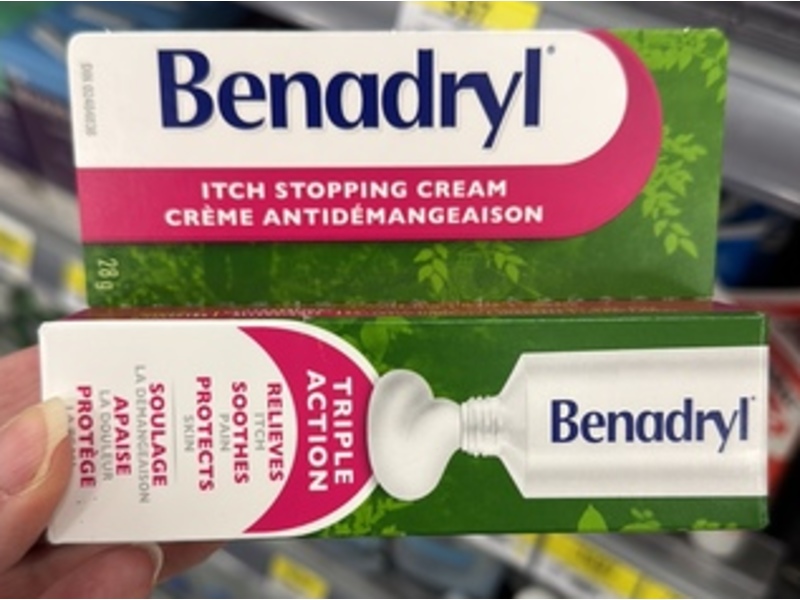 Benadryl
ITCH STOPPING CREAM
CRÈME ANTIDÉMANGEAISON
28 g
TRIPLE
ACTION
RELIEVES
ITCH
SOOTHES
PAIN
PROTECTS
SKIN
SOULAGE
LA DÉMANGEAISON
APAISE
LA DOULEUR
PROTÈGE
Benadryl